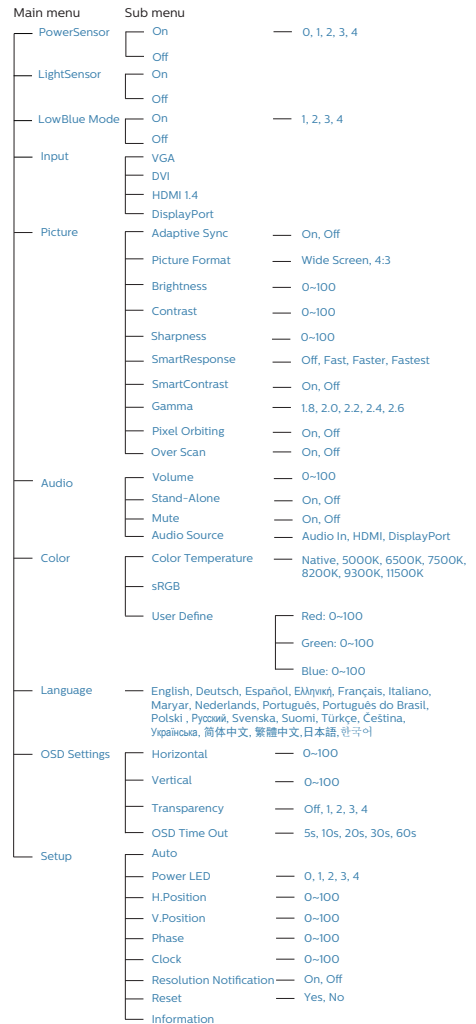 Main menu Sub menu
PowerSensor On 0, 1, 2, 3, 4
Off
LightSensor On
Off
LowBlue Mode On 1, 2, 3, 4
Off
Input VGA
DVI
HDMI 1.4
DisplayPort
Picture Adaptive Sync On, Off
Picture Format Wide Screen, 4:3
Brightness 0~100
Contrast 0~100
Sharpness 0~100
SmartResponse Off, Fast, Faster, Fastest
SmartContrast On, Off
Gamma 1.8, 2.0, 2.2, 2.4, 2.6
Pixel Orbiting On, Off
Over Scan On, Off
Audio Volume 0~100
Stand-Alone On, Off
Mute On, Off
Audio Source Audio In, HDMI, DisplayPort
Color Color Temperature Native, 5000K, 6500K, 7500K,
8200K, 9300K, 11500K
sRGB
User Define Red: 0~100
Green: 0~100
Blue: 0~100
Language English, Deutsch, Español, Ελληνική, Français, Italiano,
Maryar, Nederlands, Português, Português do Brasil,
Polski , Русский, Svenska, Suomi, Türkçe, Čeština,
Українська, 简体中文, 繁體中文,日本語,한국어
OSD Settings Horizontal 0~100
Vertical 0~100
Transparency Off, 1, 2, 3, 4
OSD Time Out 5s, 10s, 20s, 30s, 60s
Setup Auto
Power LED 0, 1, 2, 3, 4
H.Position 0~100
V.Position 0~100
Phase 0~100
Clock 0~100
Resolution Notification On, Off
Reset Yes, No
Information